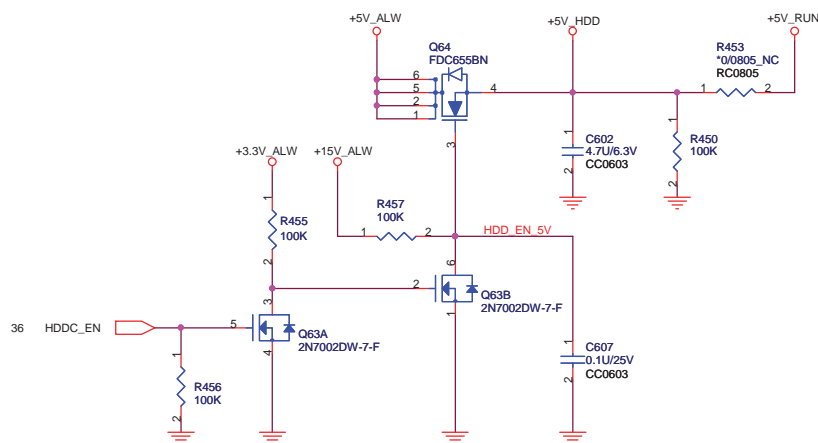 +5V_ALW
+5V_HDD
+5V_RUN
Q64
FDC655BN
R453
*0/0805_NC
RC0805
6
5
2
1
4
3
1
2
1
2
C602
4.7U/6.3V
CC0603
1
2
R450
100K
+3.3V_ALW
+15V_ALW
1
R455
100K
2
R457
100K
1
2
HDD_EN_5V
6
2
Q63B
2N7002DW-7-F
1
3
5
Q63A
2N7002DW-7-F
4
36
HDDC_EN
1
R456
100K
2
1
C607
0.1U/25V
CC0603
2